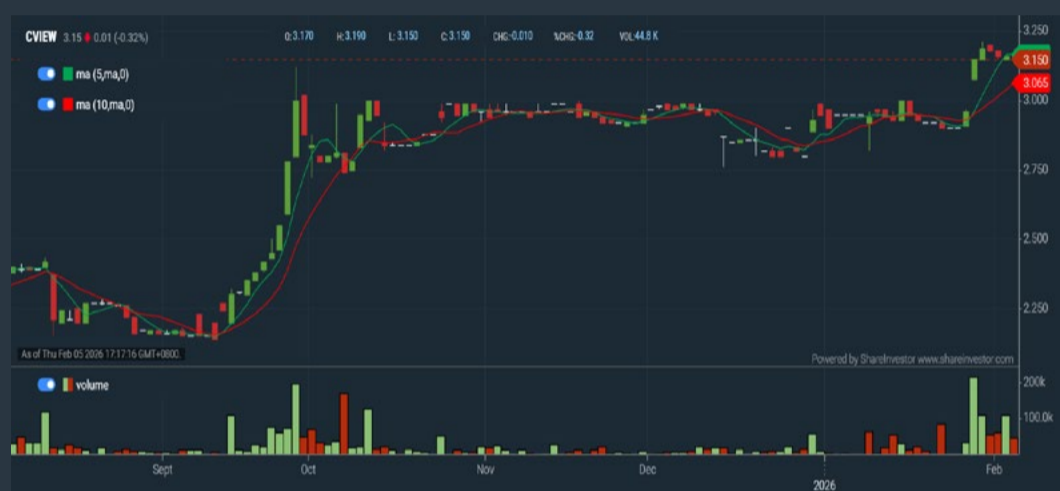 CVIEW 3.15 0.01 (-0.32%) O:3.170 H:3.190 L:3.150 C:3.150 CHG:-0.010 %CHG:-0.32 VOL:44.8 K
ma (5,ma,0)
ma (10,ma,0)
3.250
3.150
3.065
3.000
2.750
2.500
2.250
As of Thu Feb 05 2026 17:17:16 GMT+0800.
Powered by ShareInvestor www.shareinvestor.com
volume
200k
100.0k
Sept Oct Nov Dec Feb
2026